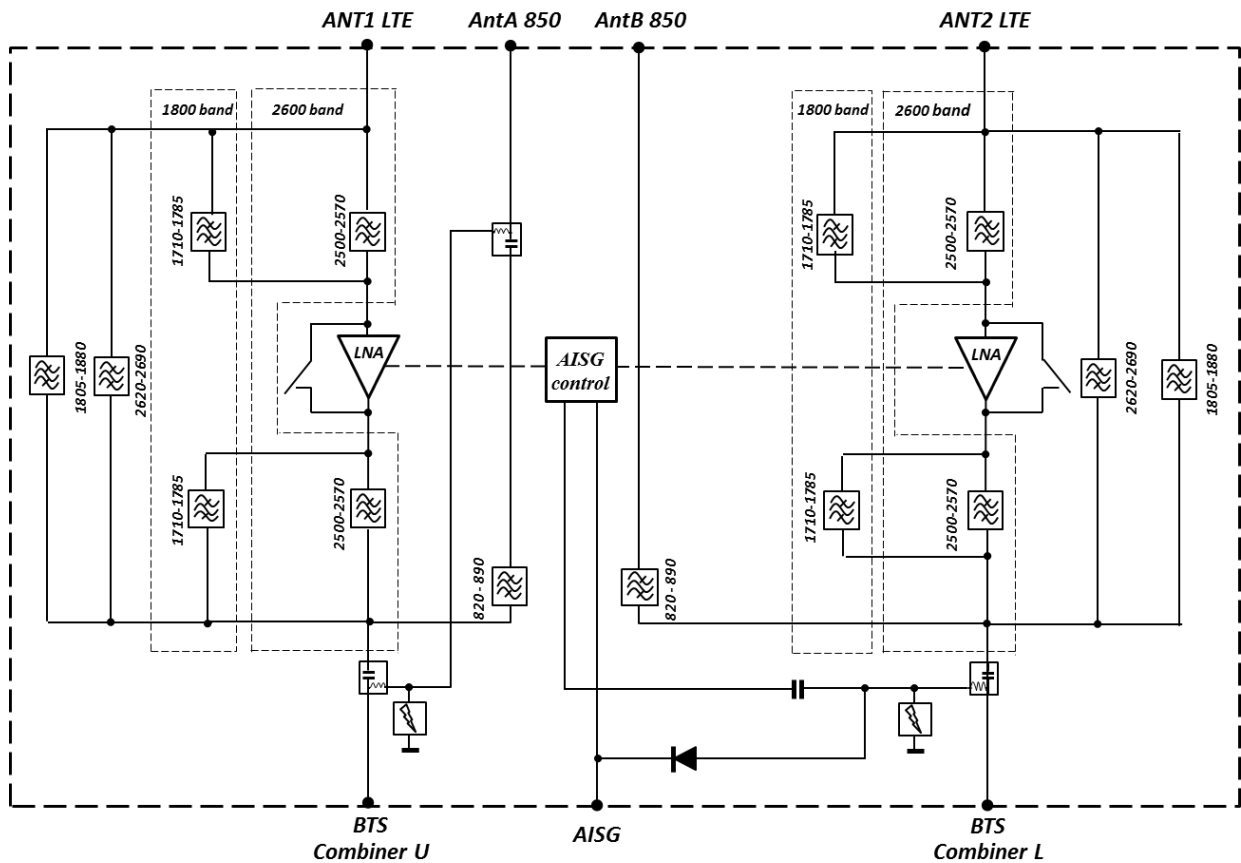 ANT1 LTE
AntA 850
AntB 850
ANT2 LTE
1800 band
2600 band
1800 band
2600 band
1710-1785
2500-2570
1710-1785
2500-2570
LNA
AISG
control
LNA
1805-1880
2620-2690
2620-2690
1805-1880
1710-1785
2500-2570
1710-1785
2500-2570
820 - 890
820 - 890
BTS
Combiner U
AISG
BTS
Combiner L